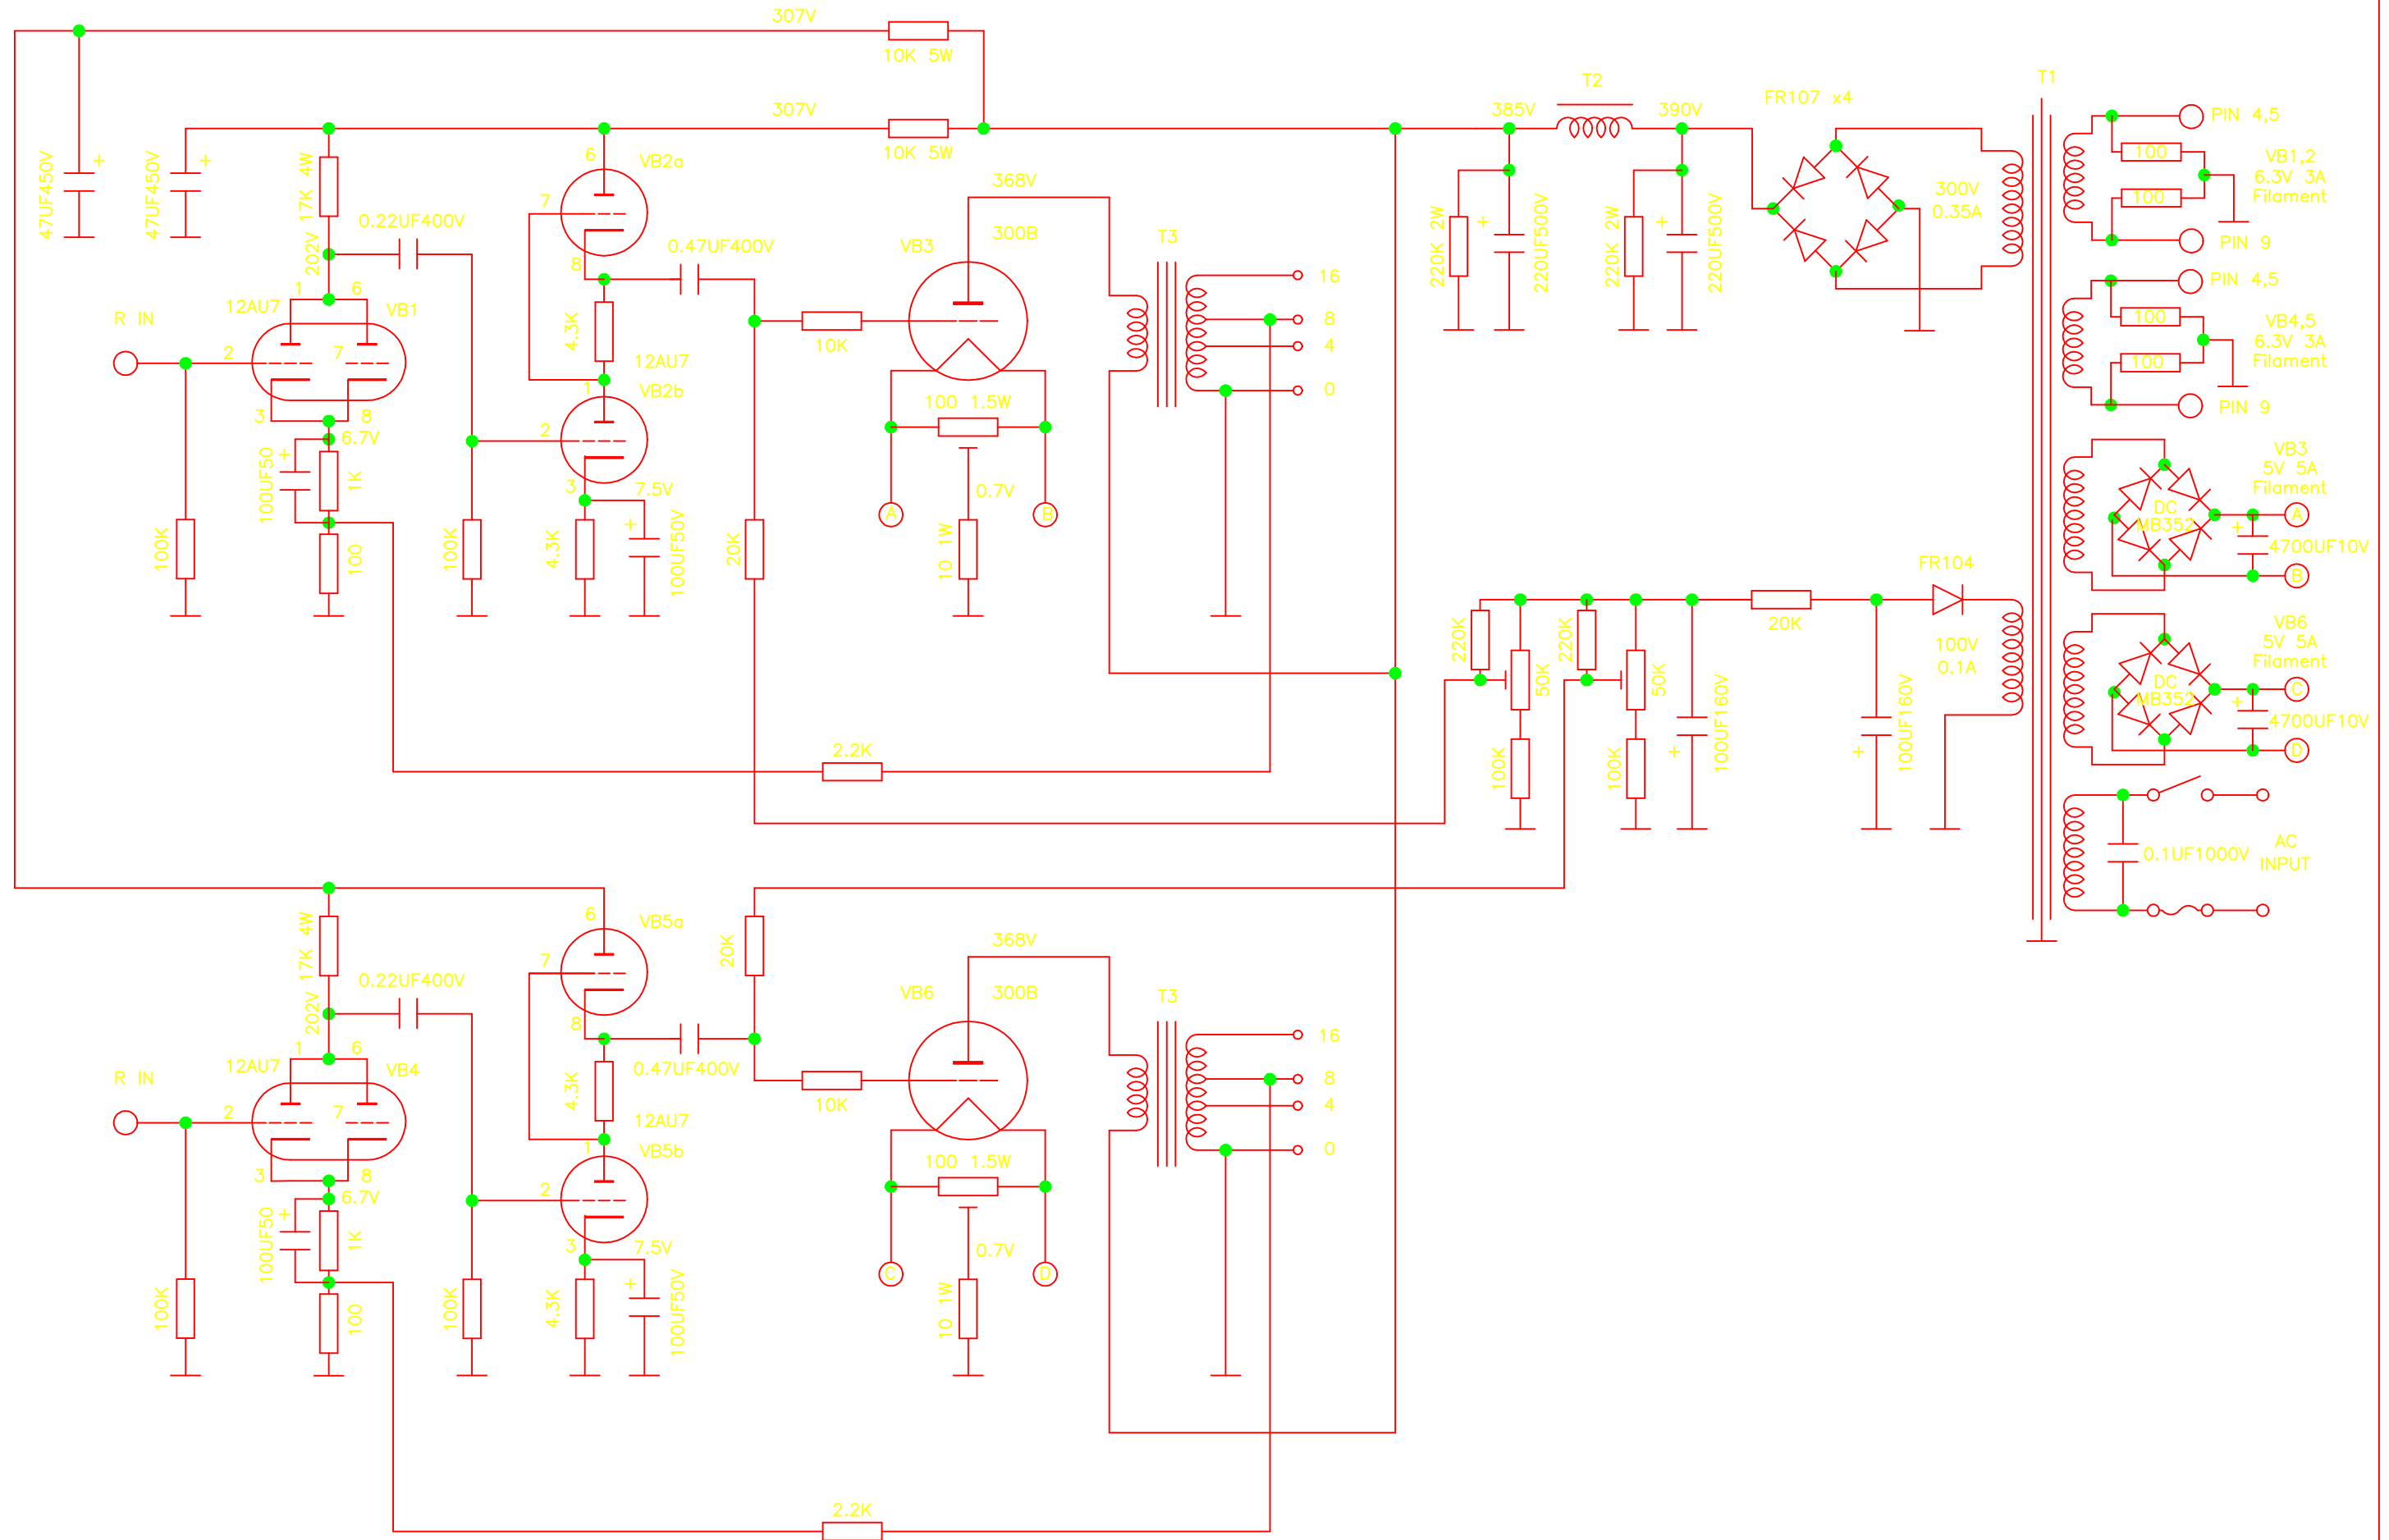 307V
10K 5W
47UF450V
+
47UF450V
+
307V
10K 5W
17K 4W
202V
0.22UF400V
12AU7
1
6
VB1
R IN
2
7
3
8
6.7V
100UF50
+
1K
100K
100
100K
6
VB2a
7
8
0.47UF400V
4.3K
12AU7
1
VB2b
2
3
7.5V
4.3K
+
100UF50V
20K
10K
VB3
368V
300B
100 1.5W
A
B
0.7V
10 1W
T3
16
8
4
0
2.2K
385V
T2
390V
220K 2W
+
220UF500V
220K 2W
+
220UF500V
FR107 x4
300V
0.35A
T1
PIN 4,5
100
100
VB1,2
6.3V 3A
Filament
PIN 9
PIN 4,5
100
100
VB4,5
6.3V 3A
Filament
PIN 9
VB3
5V 5A
Filament
DC
MB352
A
+
4700UF10V
B
VB6
5V 5A
Filament
DC
MB352
C
+
4700UF10V
D
FR104
20K
100V
0.1A
220K
50K
220K
50K
100K
100K
+
100UF160V
+
100UF160V
0.1UF1000V
AC
INPUT
17K 4W
202V
0.22UF400V
12AU7
1
6
VB4
R IN
2
7
3
8
6.7V
100UF50
+
1K
100K
100
100K
6
VB5a
7
8
0.47UF400V
4.3K
12AU7
1
VB5b
2
3
7.5V
4.3K
+
100UF50V
20K
10K
VB6
368V
300B
100 1.5W
C
D
0.7V
10 1W
T3
16
8
4
0
2.2K